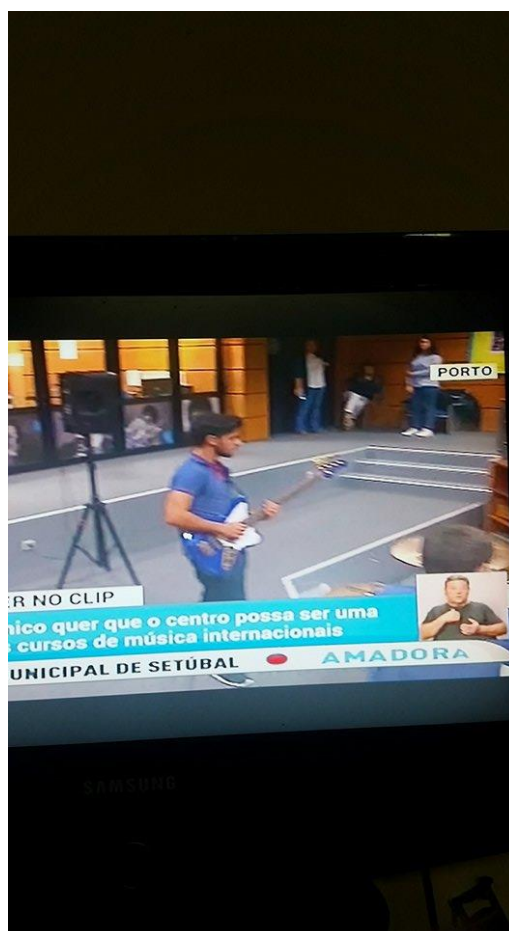 PORTO
ER NO CLIP
nico quer que o centro possa ser uma
s cursos de música internacionais
UNICIPAL DE SETÚBAL AMADORA
SAMSUNG